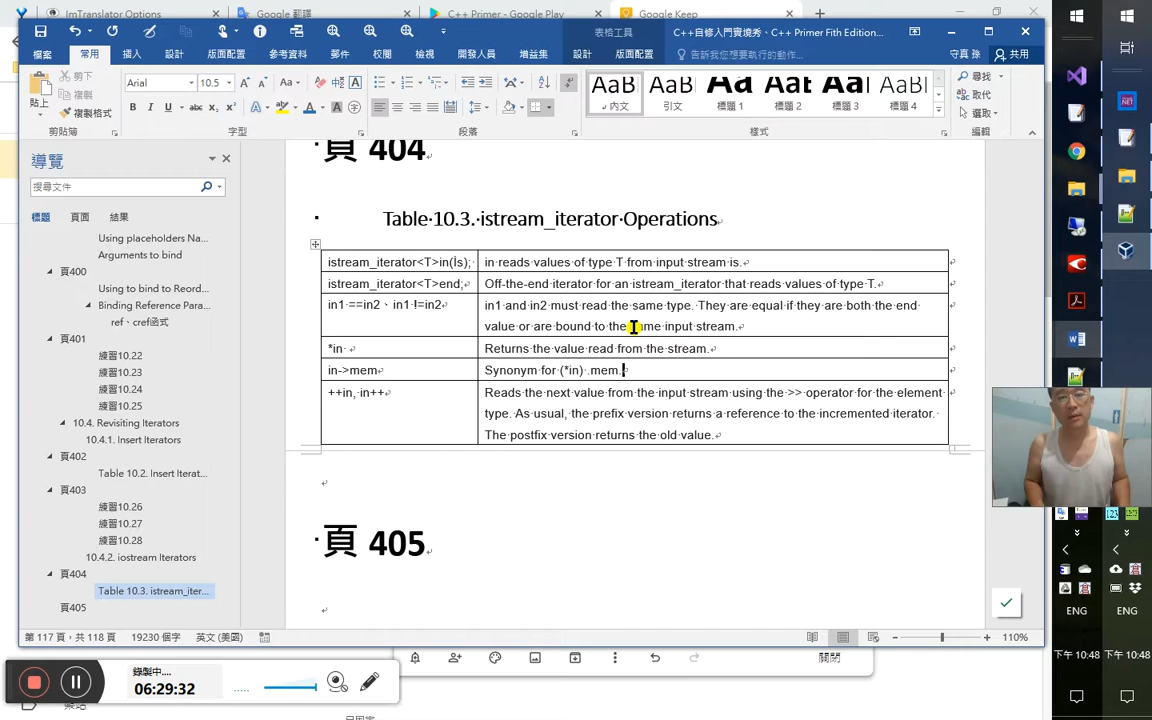 ImTranslator Options
Google 翻譯
C++ Primer - Google Play
Google Keep
表格工具
C++自修入門實境秀、C++ Primer Fith Edition...
檔案
常用
插入
設計
版面配置
參考資料
郵件
校閱
檢視
開發人員
增益集
設計
版面配置
告訴我您想做什麼...
守真 孫
共用
貼上
剪下
複製
複製格式
剪貼簿
Arial
10.5
字型
段落
AaB
內文
AaB
引文
Aa
標題 1
Aat
標題 2
AaB
標題 3
AaB(
標題 4
樣式
尋找
取代
選取
編輯
導覽
搜尋文件
標題
頁面
結果
Using placeholders Na...
Arguments to bind
頁400
Using to bind to Reord...
Binding Reference Para...
ref、cref函式
頁401
練習10.22
練習10.23
練習10.24
練習10.25
10.4. Revisiting Iterators
10.4.1. Insert Iterators
頁402
Table 10.2. Insert Iterat...
頁403
練習10.26
練習10.27
練習10.28
10.4.2. iostream Iterators
頁404
Table 10.3. istream_iter...
頁405
頁 404
Table 10.3. istream_iterator Operations
istream_iterator<T>in(is);
in reads values of type T from input stream is.
istream_iterator<T>end;
Off-the-end iterator for an istream_iterator that reads values of type T.
in1 ==in2、in1 !=in2
in1 and in2 must read the same type. They are equal if they are both the end
value or are bound to the same input stream.
*in
Returns the value read from the stream.
in->mem
Synonym for (*in) .mem.
++in, in++
Reads the next value from the input stream using the >> operator for the element
type. As usual, the prefix version returns a reference to the incremented iterator.
The postfix version returns the old value.
頁 405
第 117 頁，共 118 頁
19230 個字
英文 (美國)
110%
錄製中...
06:29:32
關閉
ENG
ENG
下午 10:48
下午 10:48